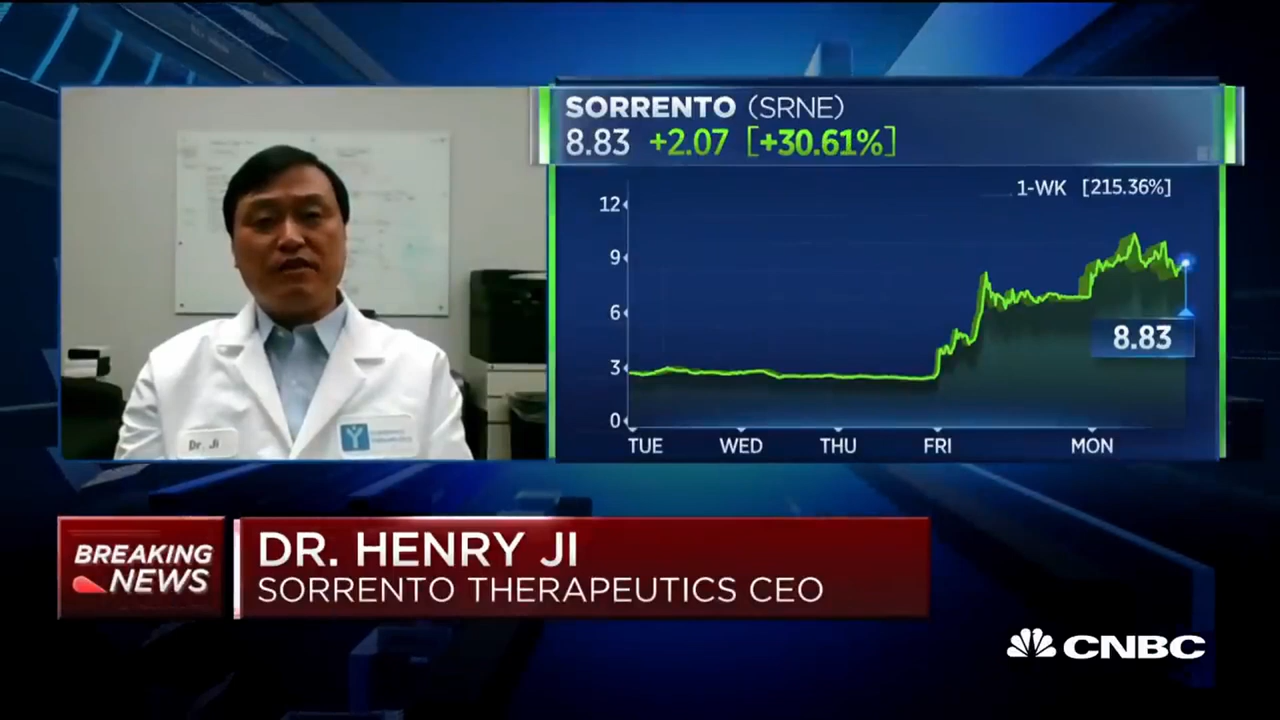 SORRENTO (SRNE)
8.83 +2.07 [+30.61%]
1-WK [215.36%]
12
9
6
3
0
8.83
TUE WED THU FRI MON
Dr. Ji
BREAKING
NEWS
DR. HENRY JI
SORRENTO THERAPEUTICS CEO
CNBC